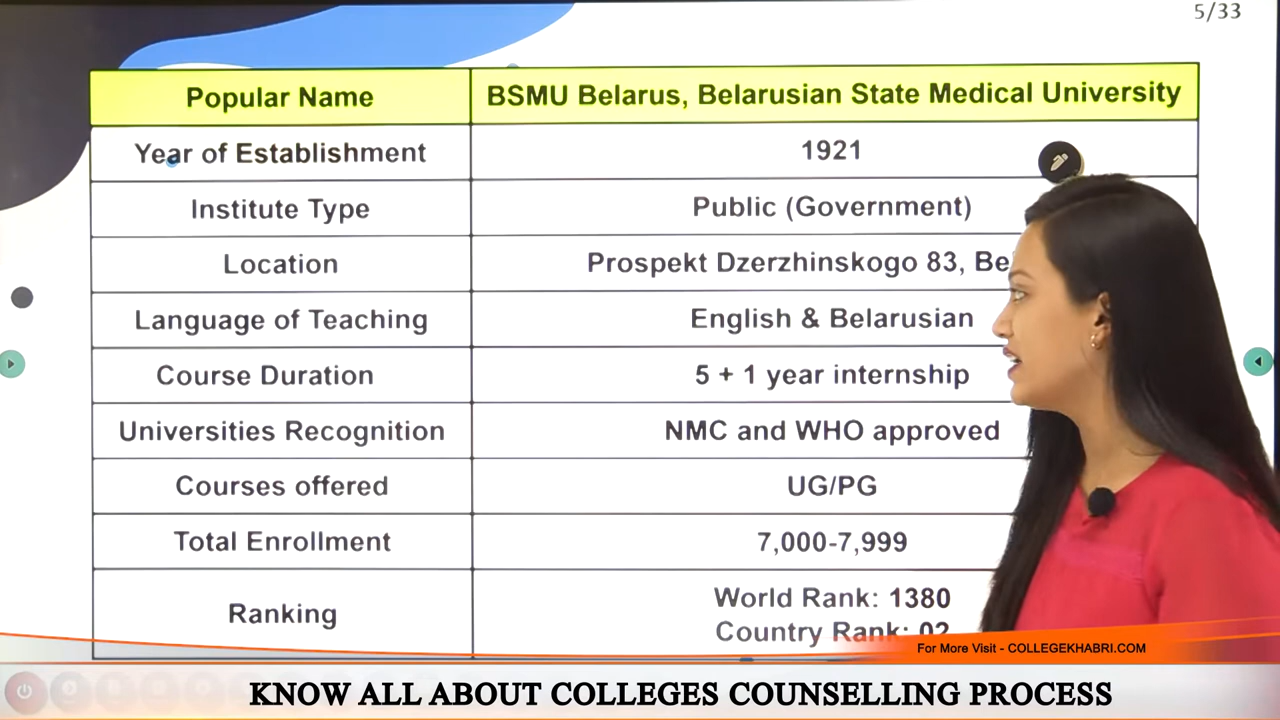 5/33
Popular Name BSMU Belarus, Belarusian State Medical University
Year of Establishment 1921
Institute Type Public (Government)
Location Prospekt Dzerzhinskogo 83,
Language of Teaching English & Belarusian
Course Duration 5 + 1 year internship
Universities Recognition NMC and WHO approved
Courses offered UG/PG
Total Enrollment 7,000-7,999
Ranking World Rank: 1380
Country Rank: 02
For More Visit - COLLEGEKHABRI.COM
KNOW ALL ABOUT COLLEGES COUNSELLING PROCESS